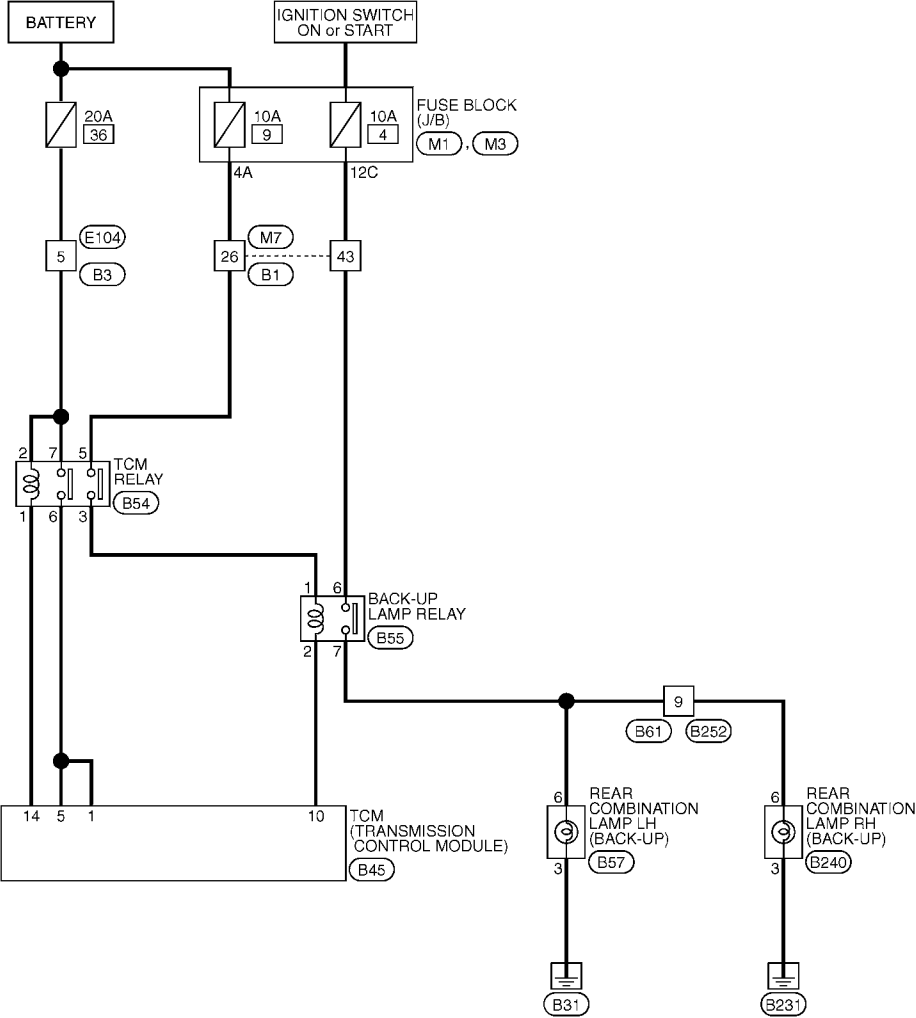 BATTERY
IGNITION SWITCH
ON or START
20A
36
10A
9
10A
4
FUSE BLOCK
(J/B)
M1 , M3
4A
12C
5
E104
B3
26
M7
B1
43
2 7 5
TCM
RELAY
B54
1 6 3
1 6
BACK-UP
LAMP RELAY
B55
2 7
9
B61
B252
14 5 1 10
TCM
(TRANSMISSION
CONTROL MODULE)
B45
6
REAR
COMBINATION
LAMP LH
(BACK-UP)
B57
3
6
REAR
COMBINATION
LAMP RH
(BACK-UP)
B240
3
B31
B231